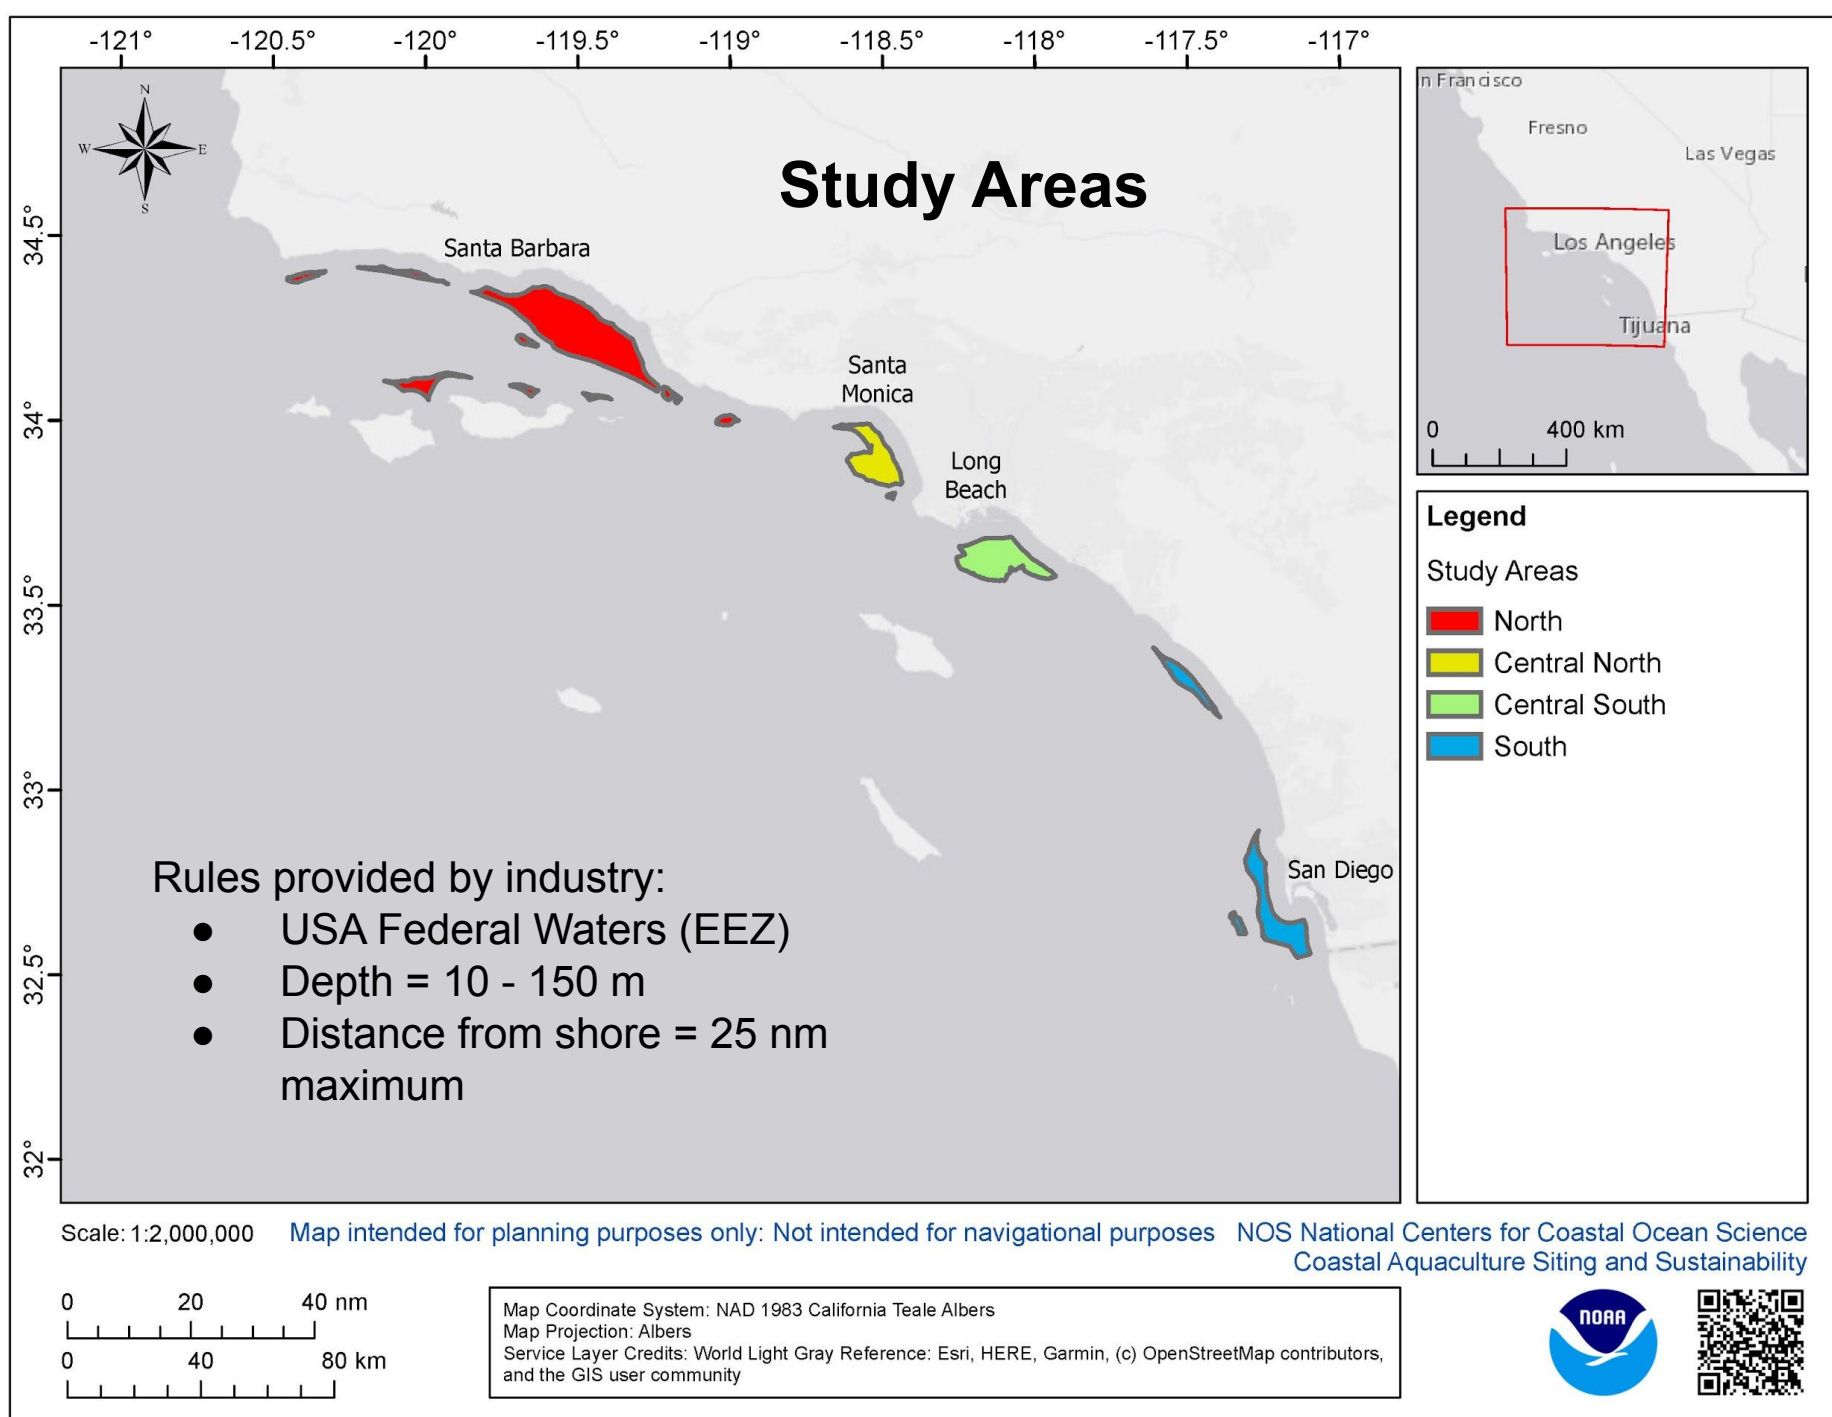 -121° -120.5° -120° -119.5° -119° -118.5° -118° -117.5° -117°
34.5°
34°
33.5°
33°
32.5°
32°
N
W E
S
Study Areas
Santa Barbara
Santa
Monica
Long
Beach
San Diego
Rules provided by industry:
● USA Federal Waters (EEZ)
● Depth = 10 - 150 m
● Distance from shore = 25 nm
maximum
n Francisco
Fresno
Las Vegas
Los Angeles
Tijuana
0 400 km
Legend
Study Areas
North
Central North
Central South
South
Scale: 1:2,000,000
Map intended for planning purposes only: Not intended for navigational purposes
NOS National Centers for Coastal Ocean Science
Coastal Aquaculture Siting and Sustainability
0 20 40 nm
0 40 80 km
Map Coordinate System: NAD 1983 California Teale Albers
Map Projection: Albers
Service Layer Credits: World Light Gray Reference: Esri, HERE, Garmin, (c) OpenStreetMap contributors,
and the GIS user community
NOAA